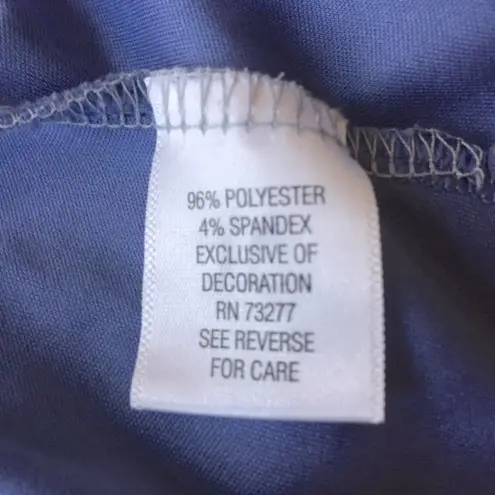 96% POLYESTER
4% SPANDEX
EXCLUSIVE OF
DECORATION
RN 73277
SEE REVERSE
FOR CARE